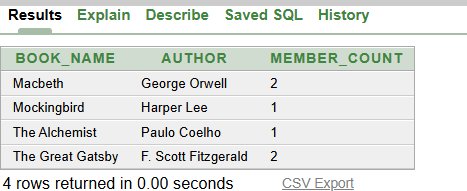 Results Explain Describe Saved SQL History
BOOK_NAME AUTHOR MEMBER_COUNT
Macbeth George Orwell 2
Mockingbird Harper Lee 1
The Alchemist Paulo Coelho 1
The Great Gatsby F. Scott Fitzgerald 2
4 rows returned in 0.00 seconds CSV Export